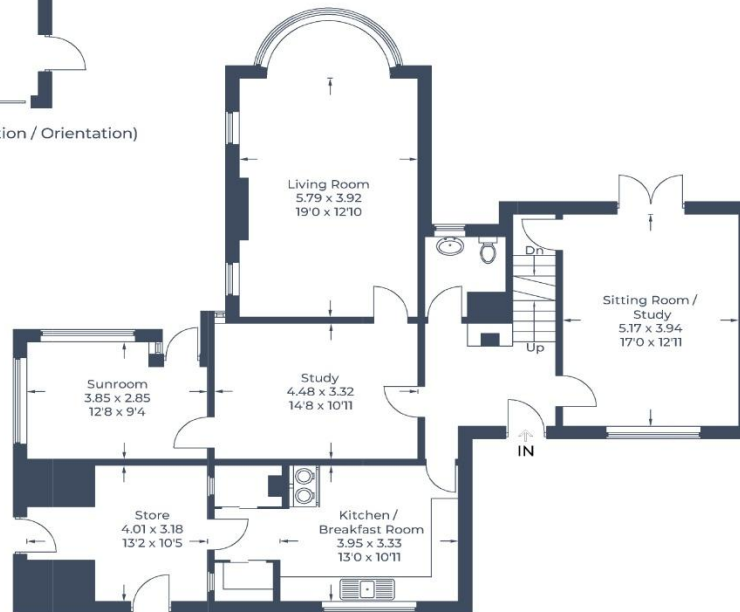 ion / Orientation)
Living Room
5.79 x 3.92
19'0 x 12'10
Dn
Sitting Room /
Study
5.17 x 3.94
17'0 x 12'11
Up
Sunroom
3.85 x 2.85
12'8 x 9'4
Study
4.48 x 3.32
14'8 x 10'11
IN
Store
4.01 x 3.18
13'2 x 10'5
Kitchen /
Breakfast Room
3.95 x 3.33
13'0 x 10'11